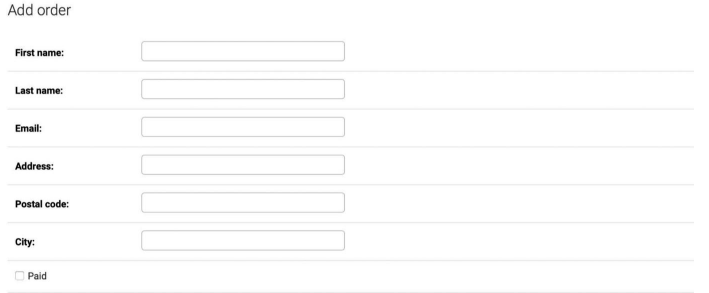 Add order
First name:
Last name:
Email:
Address:
Postal code:
City:
Paid